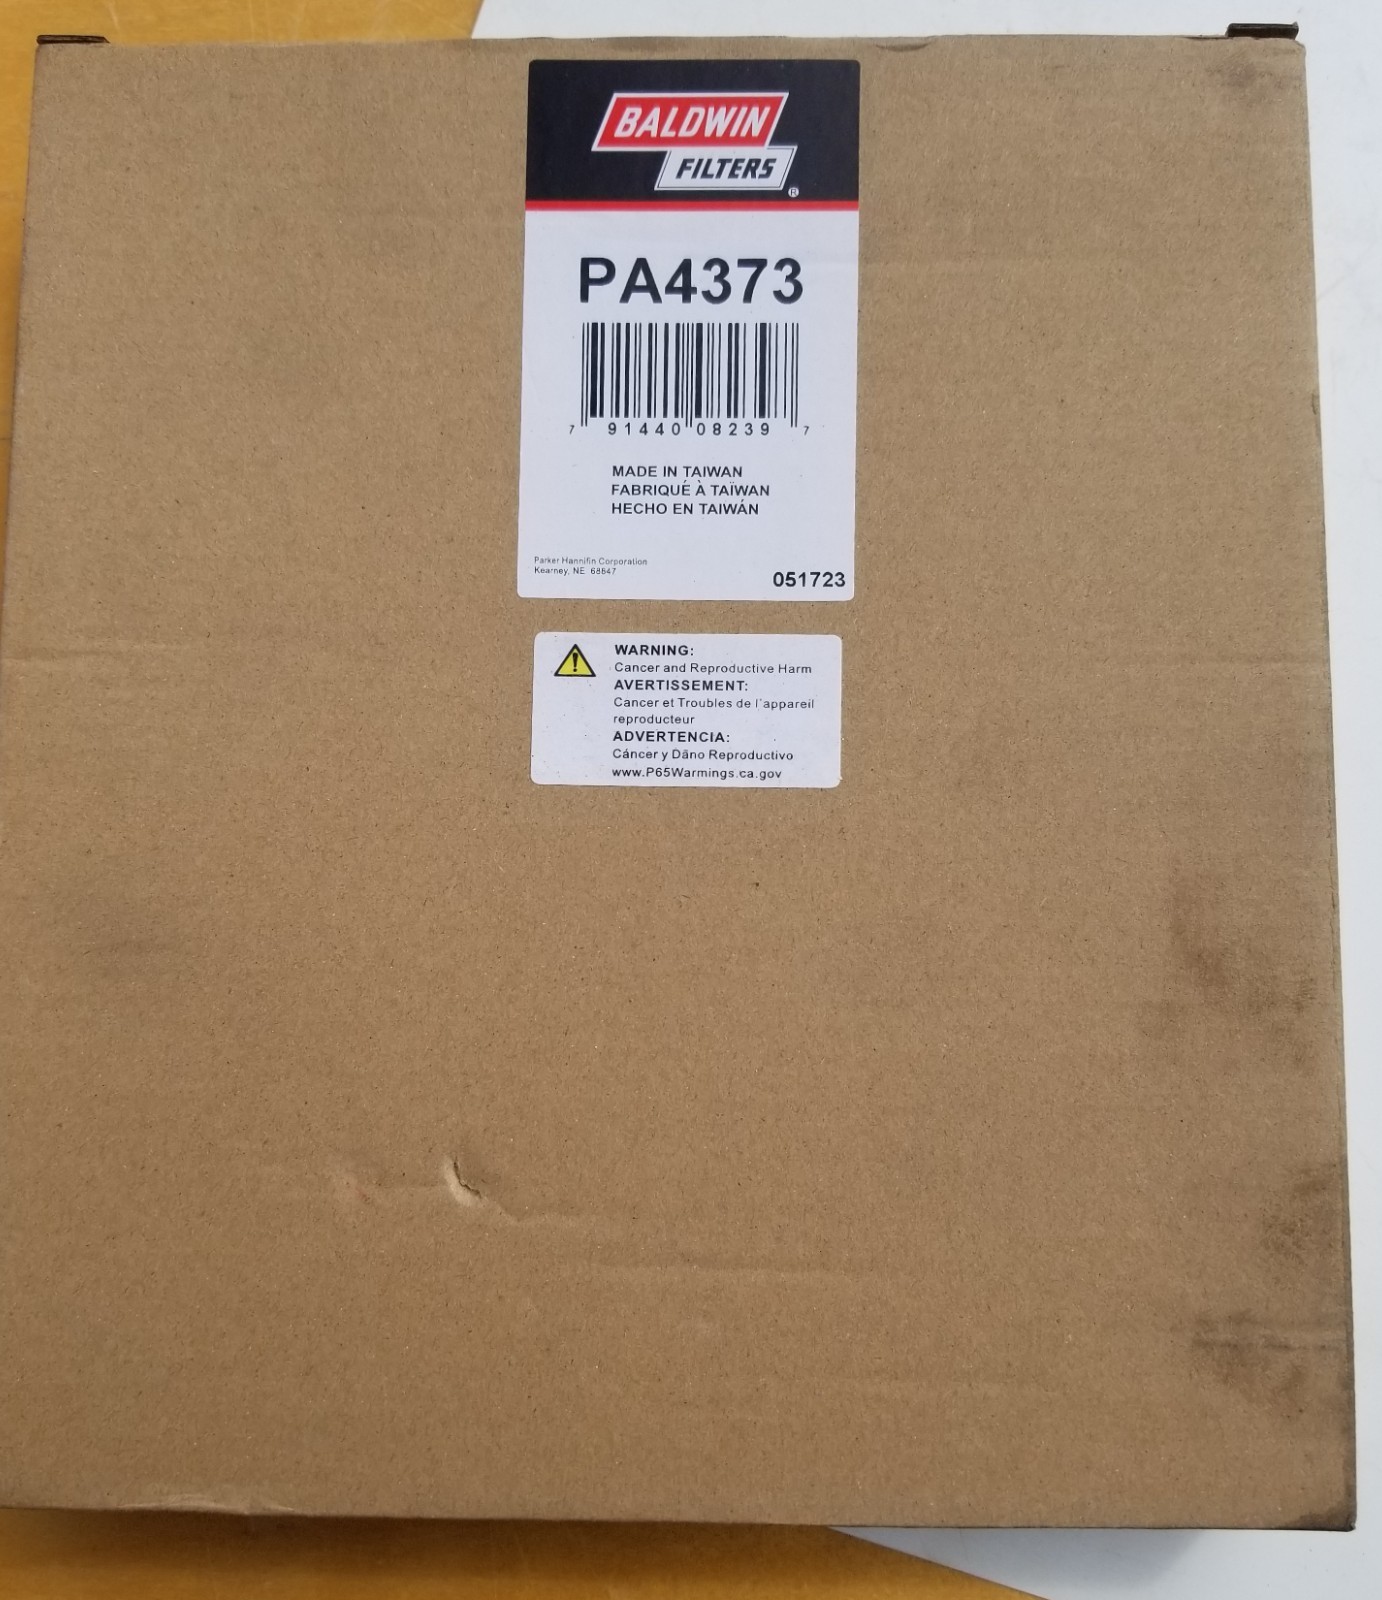 BALDWIN
FILTERS
®
PA4373
7 91440 08239 7
MADE IN TAIWAN
FABRIQUÉ À TAÏWAN
HECHO EN TAIWÁN
Parker Hannifin Corporation
Kearney, NE 68647
051723
WARNING:
Cancer and Reproductive Harm
AVERTISSEMENT:
Cancer et Troubles de l'appareil
reproducteur
ADVERTENCIA:
Cáncer y Dãno Reproductivo
www.P65Warmings.ca.gov